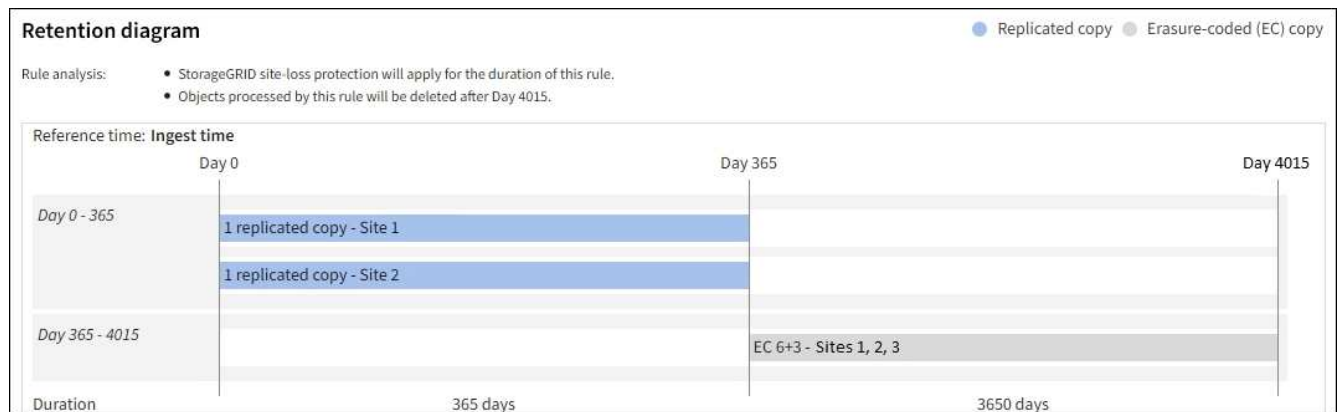 Retention diagram
Replicated copy Erasure-coded (EC) copy
Rule analysis:
• StorageGRID site-loss protection will apply for the duration of this rule.
• Objects processed by this rule will be deleted after Day 4015.
Reference time: Ingest time
Day 0 Day 365 Day 4015
Day 0 - 365
1 replicated copy - Site 1
1 replicated copy - Site 2
Day 365 - 4015
EC 6+3 - Sites 1, 2, 3
Duration 365 days 3650 days